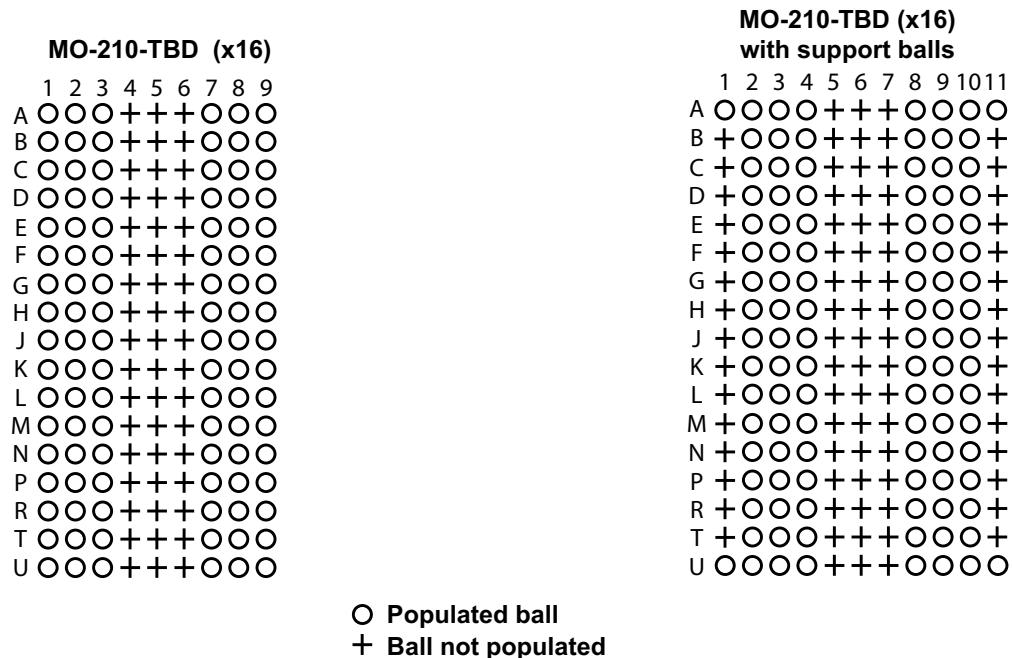 MO-210-TBD (x16)
1 2 3 4 5 6 7 8 9
A
B
C
D
E
F
G
H
J
K
L
M
N
P
R
T
U
MO-210-TBD (x16)
with support balls
1 2 3 4 5 6 7 8 9 10 11
A
B
C
D
E
F
G
H
J
K
L
M
N
P
R
T
U
Populated ball
Ball not populated